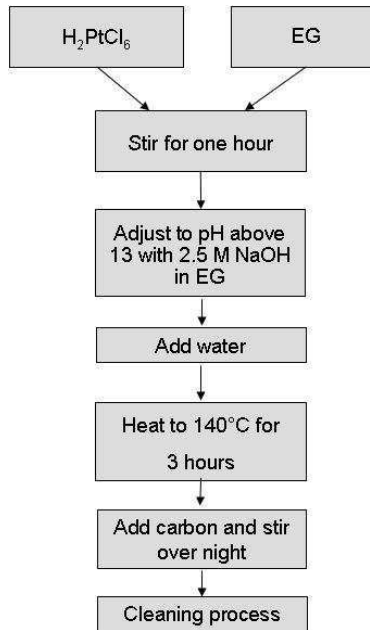 H₂PtCl₆
EG
Stir for one hour
Adjust to pH above
13 with 2.5 M NaOH
in EG
Add water
Heat to 140°C for
3 hours
Add carbon and stir
over night
Cleaning process